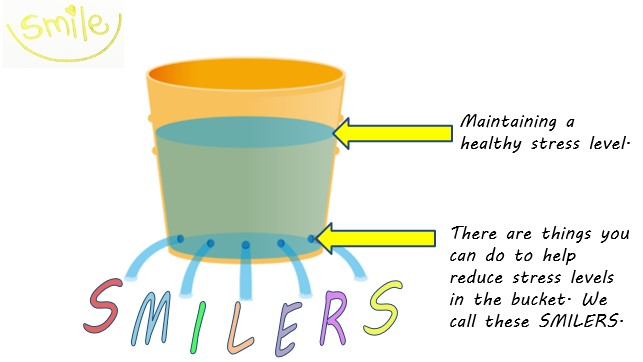 smile
Maintaining a
healthy stress level.
There are things you
can do to help
reduce stress levels
in the bucket. We
call these SMILERS.
SMILERS